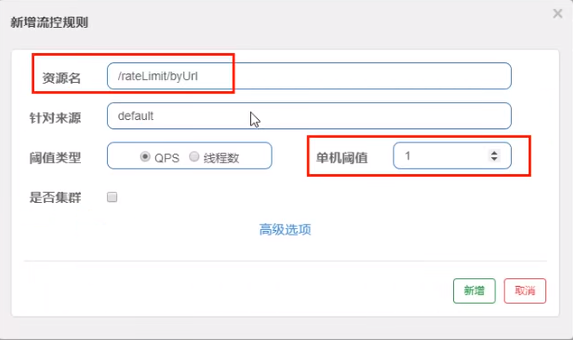 新增流控规则
资源名 /rateLimit/byUrl
针对来源 default
阈值类型 QPS 线程数 单机阈值 1
是否集群
高级选项
新增 取消